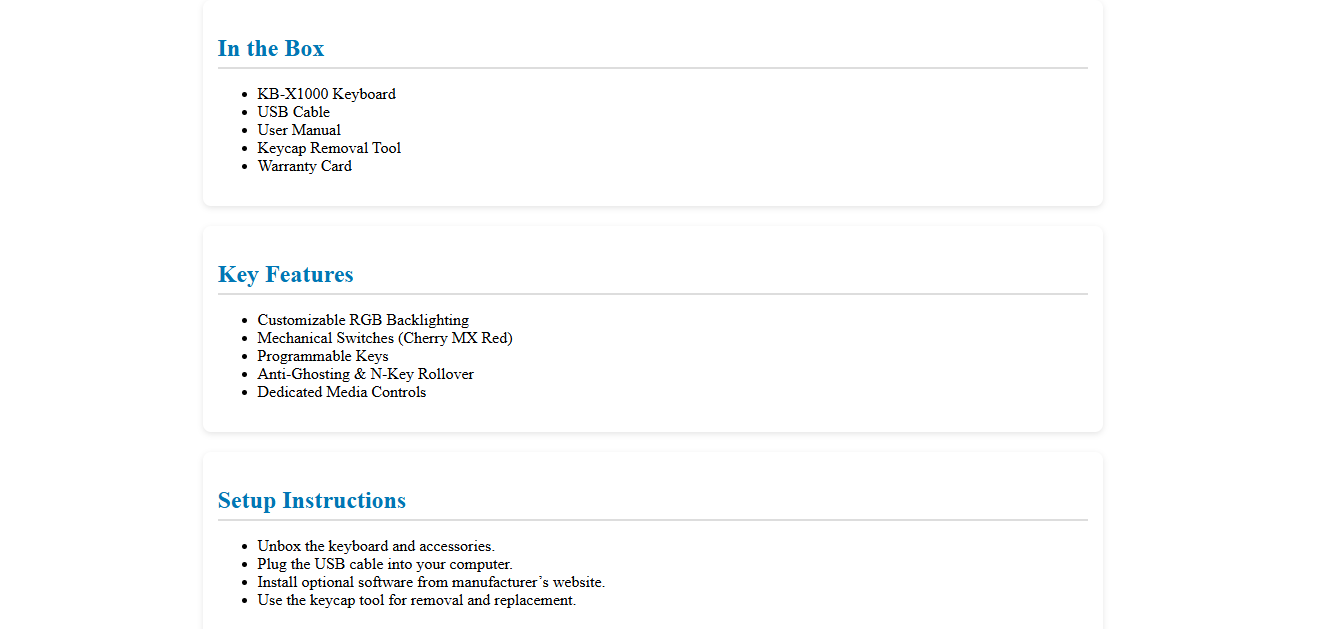 In the Box
• KB-X1000 Keyboard
• USB Cable
• User Manual
• Keycap Removal Tool
• Warranty Card
Key Features
• Customizable RGB Backlighting
• Mechanical Switches (Cherry MX Red)
• Programmable Keys
• Anti-Ghosting & N-Key Rollover
• Dedicated Media Controls
Setup Instructions
• Unbox the keyboard and accessories.
• Plug the USB cable into your computer.
• Install optional software from manufacturer’s website.
• Use the keycap tool for removal and replacement.